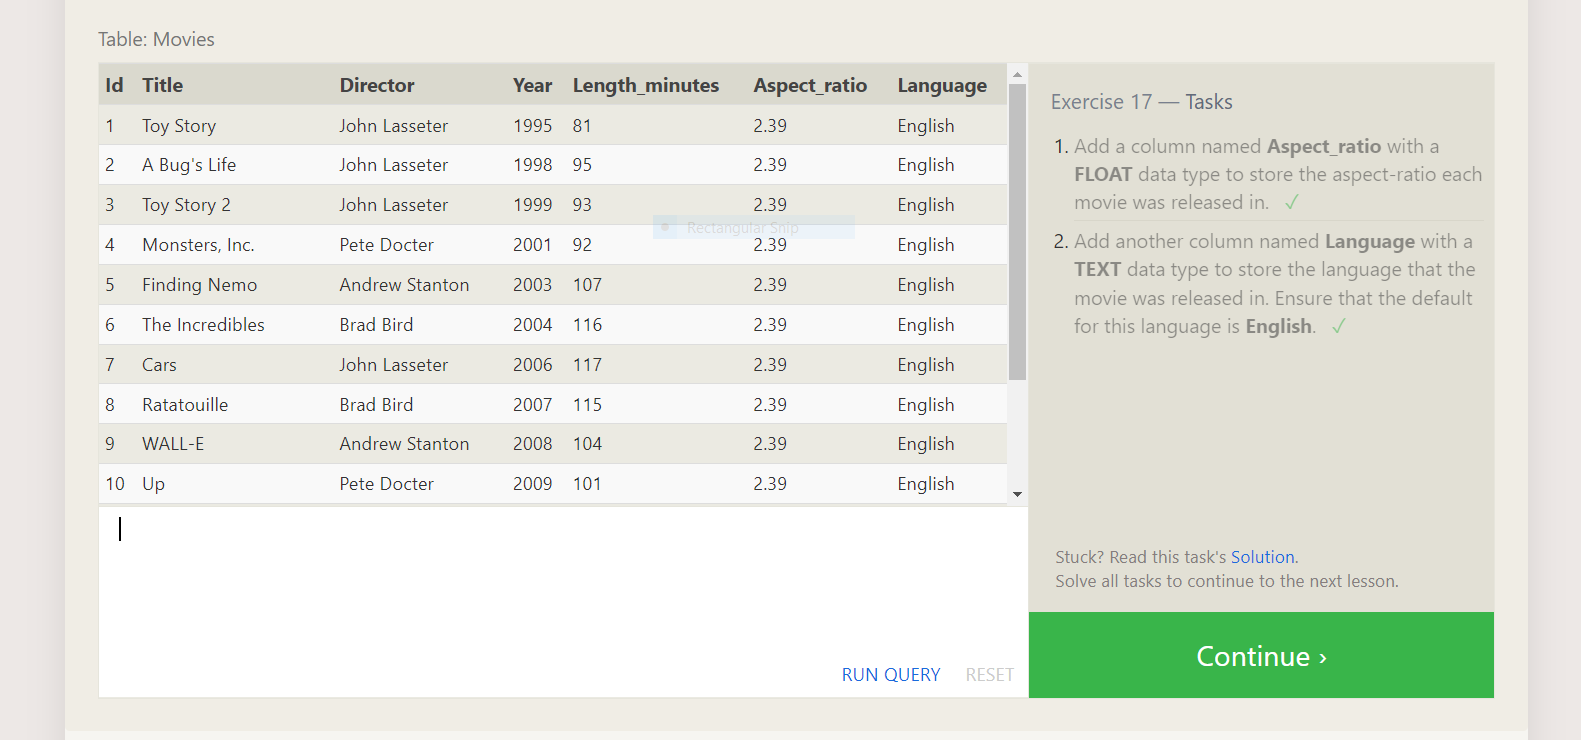 Table: Movies
Id Title Director Year Length_minutes Aspect_ratio Language
1 Toy Story John Lasseter 1995 81 2.39 English
2 A Bug's Life John Lasseter 1998 95 2.39 English
3 Toy Story 2 John Lasseter 1999 93 2.39 English
Rectangular Snip
4 Monsters, Inc. Pete Docter 2001 92 2.39 English
5 Finding Nemo Andrew Stanton 2003 107 2.39 English
6 The Incredibles Brad Bird 2004 116 2.39 English
7 Cars John Lasseter 2006 117 2.39 English
8 Ratatouille Brad Bird 2007 115 2.39 English
9 WALL-E Andrew Stanton 2008 104 2.39 English
10 Up Pete Docter 2009 101 2.39 English
RUN QUERY RESET
Exercise 17 — Tasks
1. Add a column named Aspect_ratio with a
FLOAT data type to store the aspect-ratio each
movie was released in. ✓
2. Add another column named Language with a
TEXT data type to store the language that the
movie was released in. Ensure that the default
for this language is English. ✓
Stuck? Read this task's Solution.
Solve all tasks to continue to the next lesson.
Continue ›